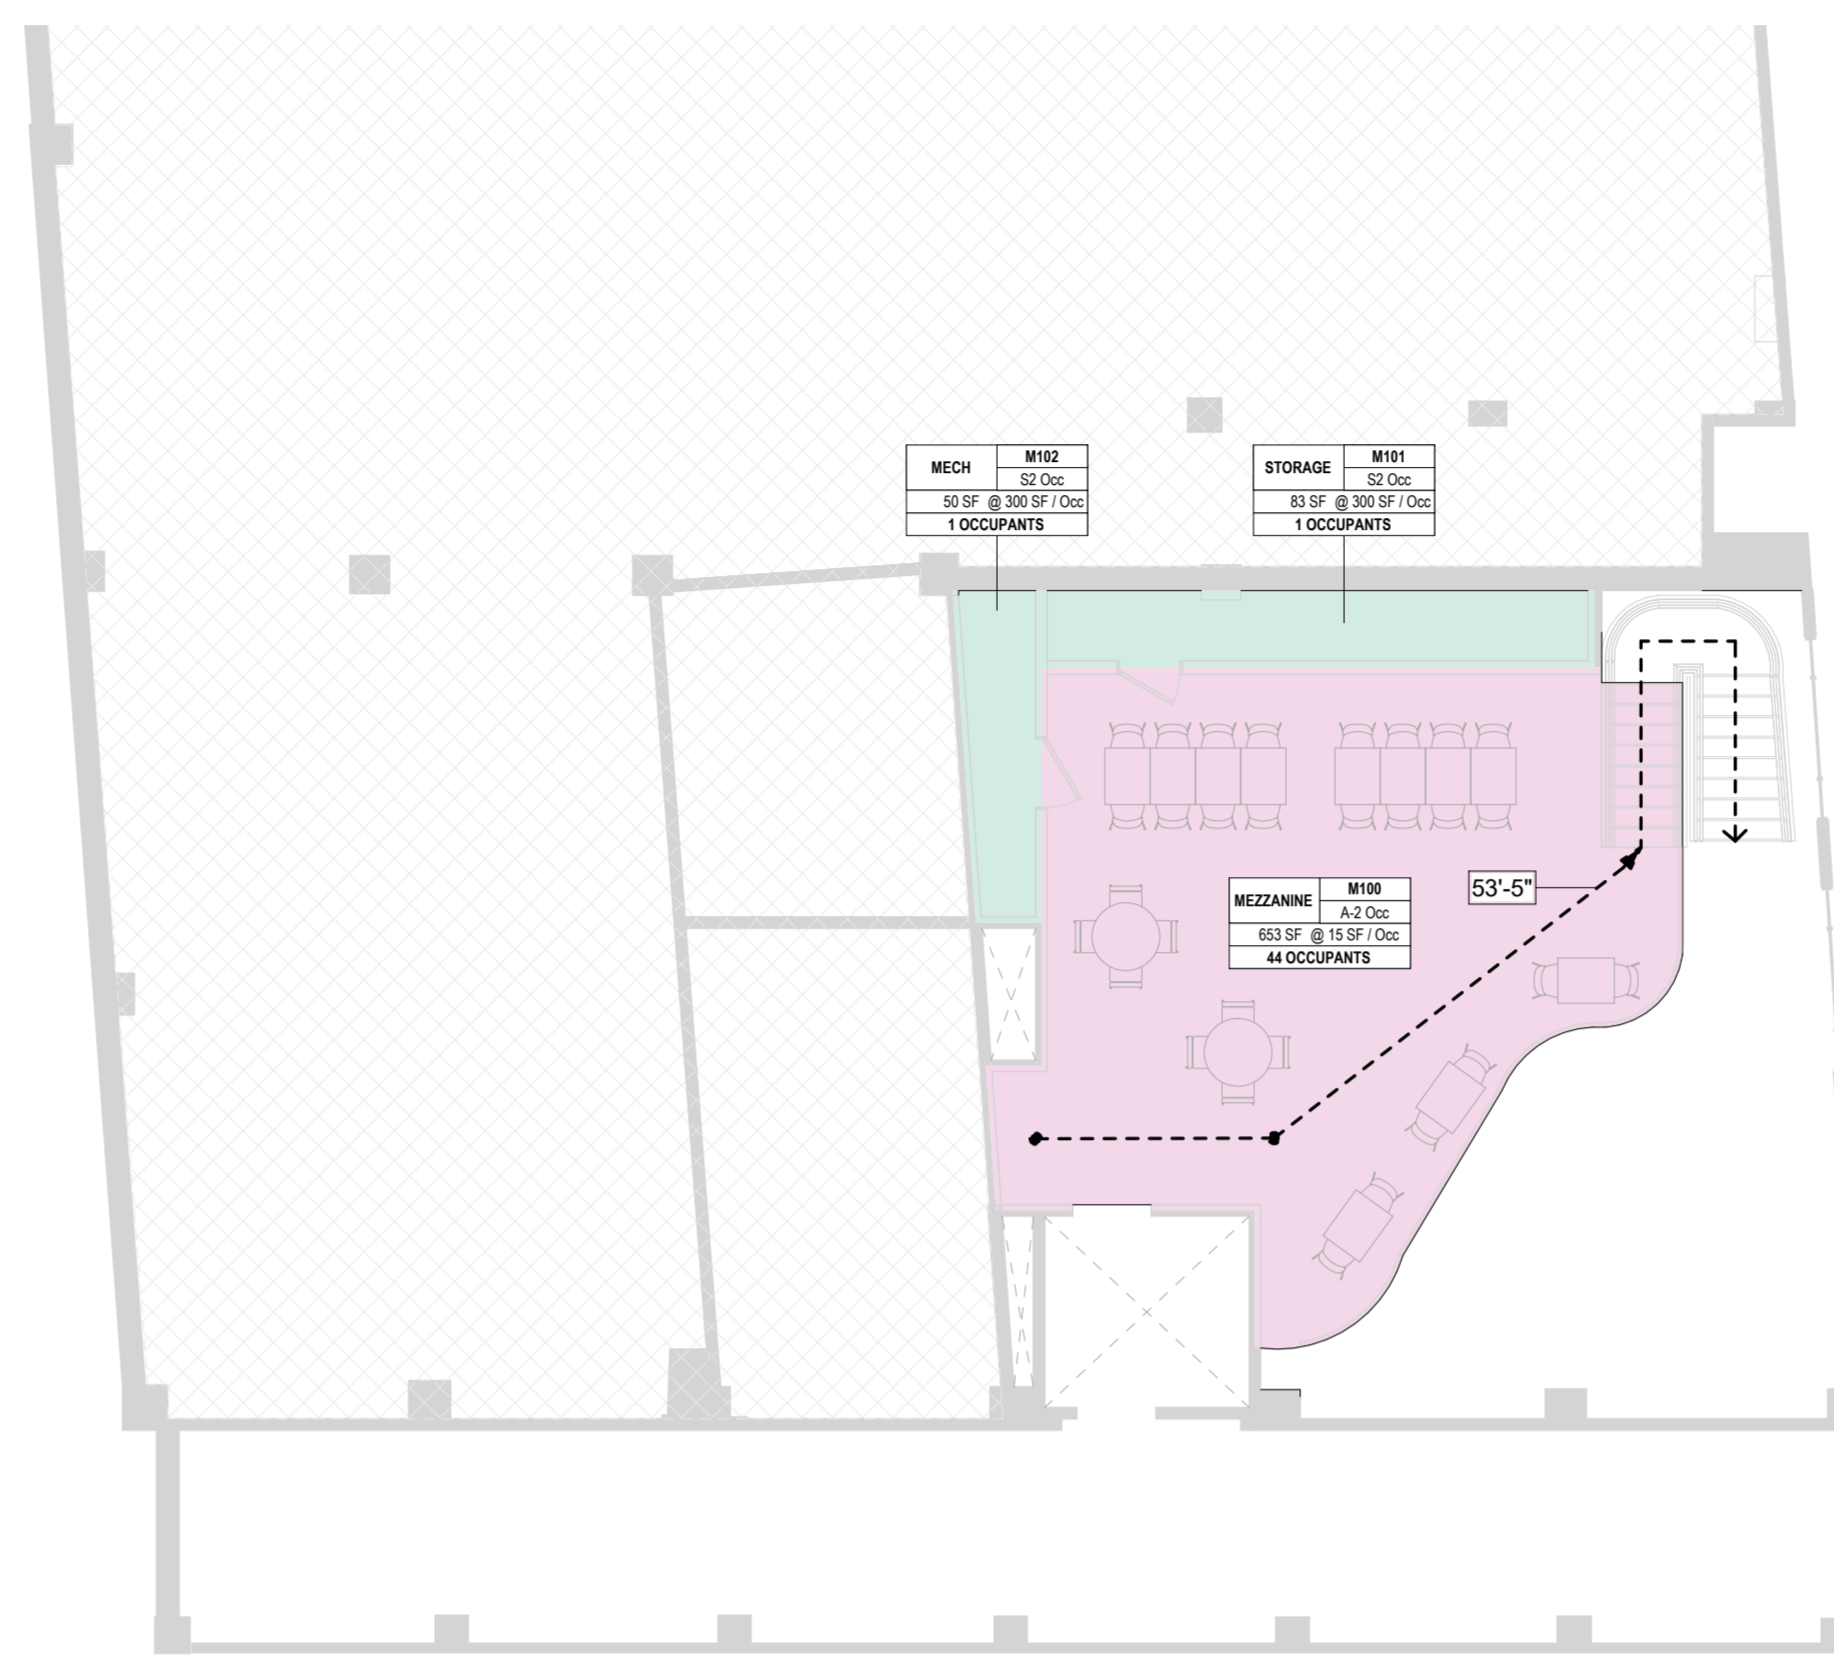 MECH
M102
S2 Occ
50 SF @ 300 SF / Occ
1 OCCUPANTS
STORAGE
M101
S2 Occ
83 SF @ 300 SF / Occ
1 OCCUPANTS
MEZZANINE
M100
A-2 Occ
653 SF @ 15 SF / Occ
44 OCCUPANTS
53'-5"